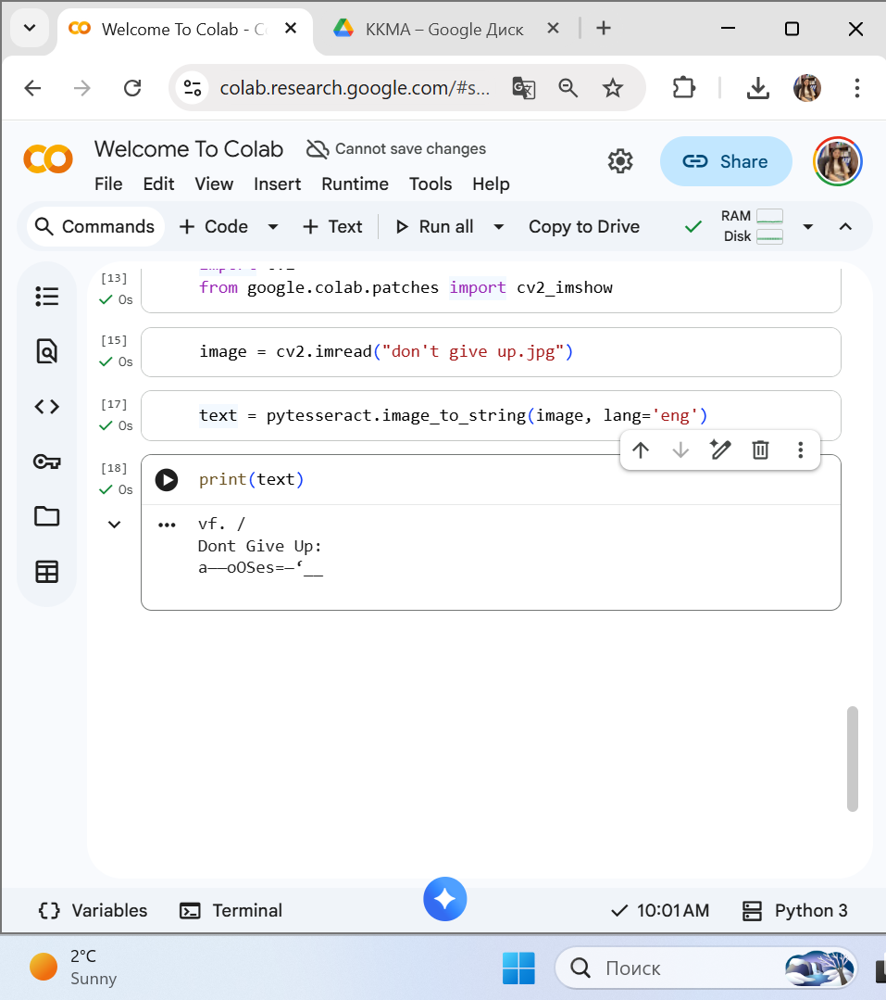 Welcome To Colab - C
KKMA – Google Диск
colab.research.google.com/#s...
Welcome To Colab
Cannot save changes
Share
File Edit View Insert Runtime Tools Help
Commands
+ Code
+ Text
Run all
Copy to Drive
RAM
Disk
[13]
0s
from google.colab.patches import cv2_imshow
[15]
0s
image = cv2.imread("don't give up.jpg")
[17]
0s
text = pytesseract.image_to_string(image, lang='eng')
[18]
0s
print(text)
vf. /
Dont Give Up:
a——oOSes=—‘__
Variables
Terminal
10:01 AM
Python 3
2°C
Sunny
Поиск